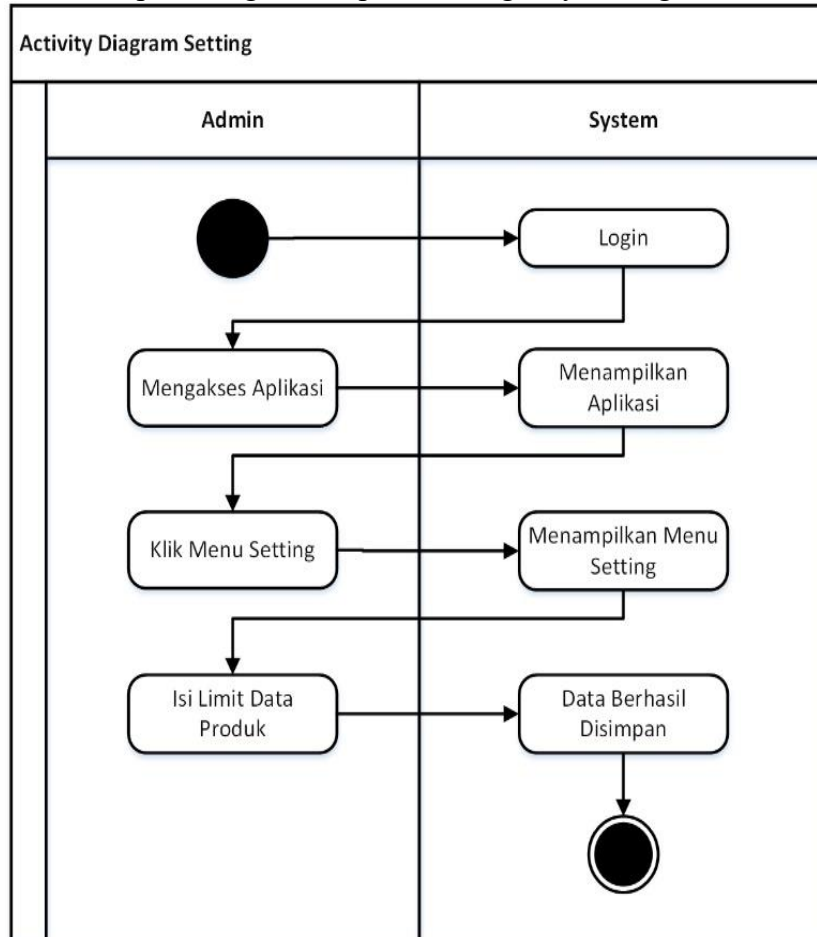 Activity Diagram Setting
Admin
System
Login
Mengakses Aplikasi
Menampilkan
Aplikasi
Klik Menu Setting
Menampilkan Menu
Setting
Isi Limit Data
Produk
Data Berhasil
Disimpan